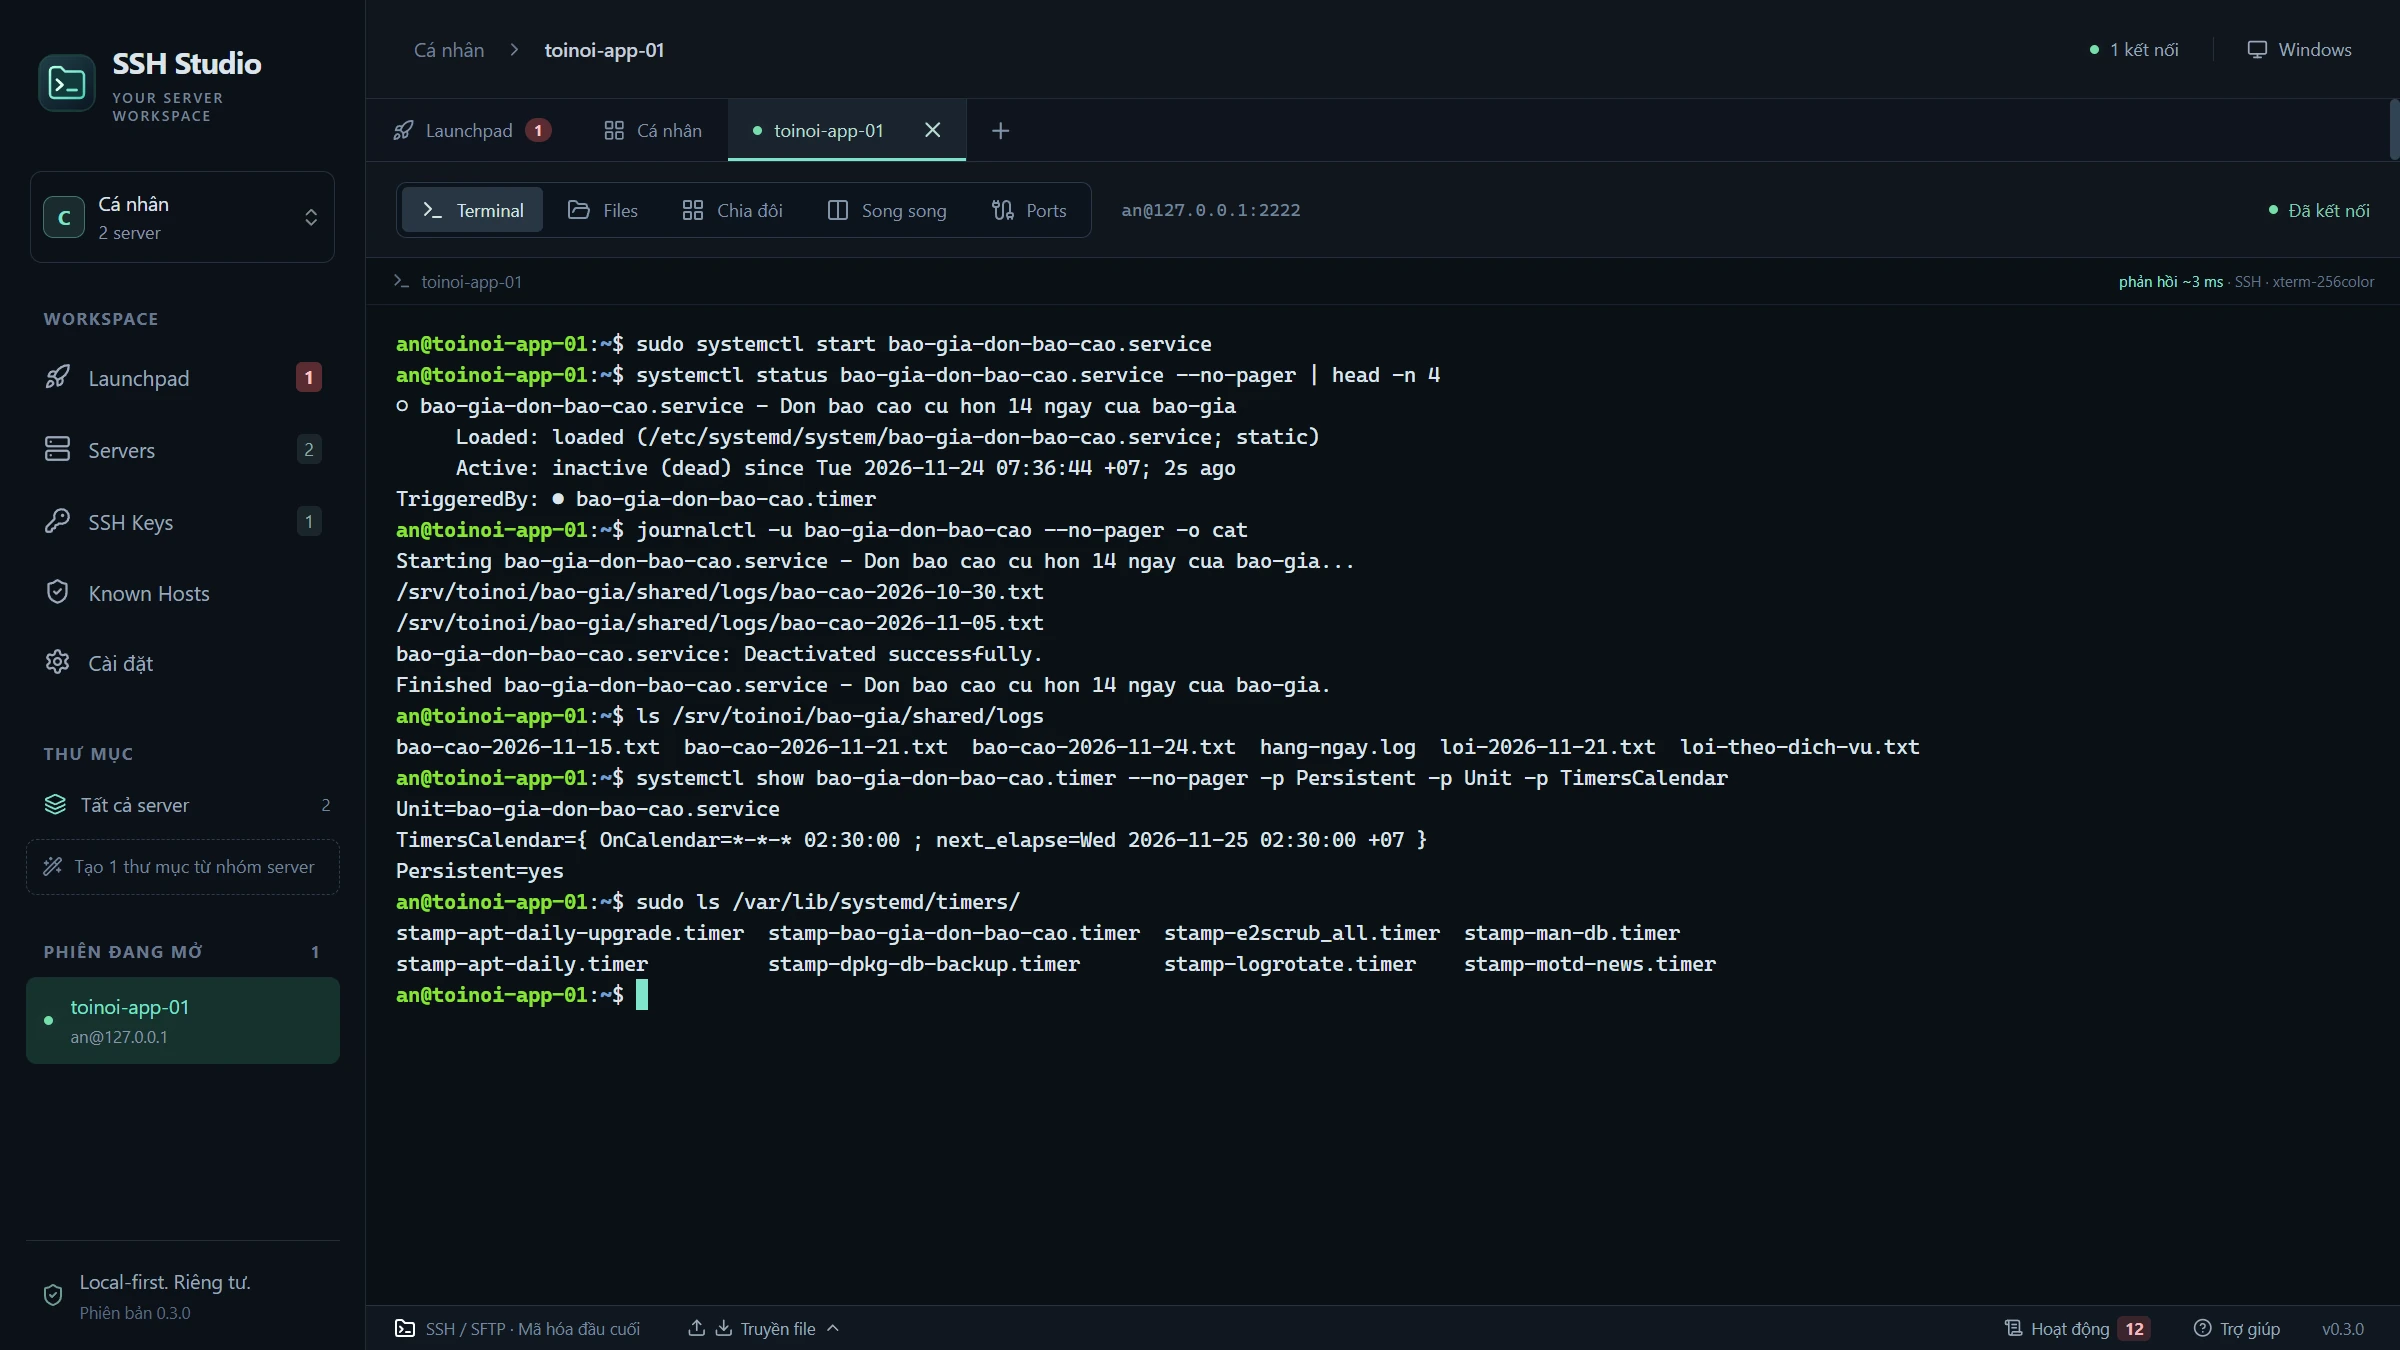 SSH Studio
YOUR SERVER
WORKSPACE
C
Cá nhân
2 server
WORKSPACE
Launchpad 1
Servers 2
SSH Keys 1
Known Hosts
Cài đặt
THƯ MỤC
Tất cả server 2
Tạo 1 thư mục từ nhóm server
PHIÊN ĐANG MỞ 1
toinoi-app-01
an@127.0.0.1
Local-first. Riêng tư.
Phiên bản 0.3.0
Cá nhân > toinoi-app-01
1 kết nối
Windows
Launchpad 1
Cá nhân
toinoi-app-01
Terminal
Files
Chia đôi
Song song
Ports
an@127.0.0.1:2222
Đã kết nối
toinoi-app-01
phản hồi ~3 ms · SSH · xterm-256color
an@toinoi-app-01:~$ sudo systemctl start bao-gia-don-bao-cao.service
an@toinoi-app-01:~$ systemctl status bao-gia-don-bao-cao.service --no-pager | head -n 4
○ bao-gia-don-bao-cao.service - Don bao cao cu hon 14 ngay cua bao-gia
Loaded: loaded (/etc/systemd/system/bao-gia-don-bao-cao.service; static)
Active: inactive (dead) since Tue 2026-11-24 07:36:44 +07; 2s ago
TriggeredBy: ● bao-gia-don-bao-cao.timer
an@toinoi-app-01:~$ journalctl -u bao-gia-don-bao-cao --no-pager -o cat
Starting bao-gia-don-bao-cao.service - Don bao cao cu hon 14 ngay cua bao-gia...
/srv/toinoi/bao-gia/shared/logs/bao-cao-2026-10-30.txt
/srv/toinoi/bao-gia/shared/logs/bao-cao-2026-11-05.txt
bao-gia-don-bao-cao.service: Deactivated successfully.
Finished bao-gia-don-bao-cao.service - Don bao cao cu hon 14 ngay cua bao-gia.
an@toinoi-app-01:~$ ls /srv/toinoi/bao-gia/shared/logs
bao-cao-2026-11-15.txt bao-cao-2026-11-21.txt bao-cao-2026-11-24.txt hang-ngay.log loi-2026-11-21.txt loi-theo-dich-vu.txt
an@toinoi-app-01:~$ systemctl show bao-gia-don-bao-cao.timer --no-pager -p Persistent -p Unit -p TimersCalendar
Unit=bao-gia-don-bao-cao.service
TimersCalendar={ OnCalendar=*-*-* 02:30:00 ; next_elapse=Wed 2026-11-25 02:30:00 +07 }
Persistent=yes
an@toinoi-app-01:~$ sudo ls /var/lib/systemd/timers/
stamp-apt-daily-upgrade.timer stamp-bao-gia-don-bao-cao.timer stamp-e2scrub_all.timer stamp-man-db.timer
stamp-apt-daily.timer stamp-dpkg-db-backup.timer stamp-logrotate.timer stamp-motd-news.timer
an@toinoi-app-01:~$
SSH / SFTP · Mã hóa đầu cuối
Truyền file
Hoạt động 12
Trợ giúp
v0.3.0